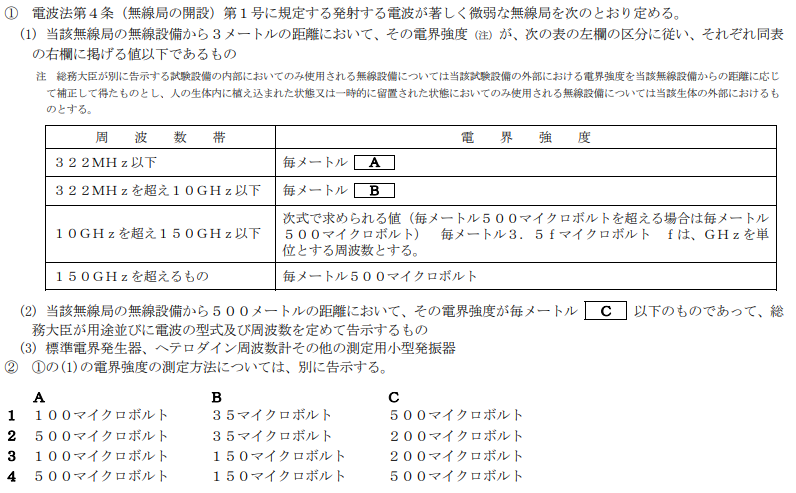 ① 電波法第４条（無線局の開設）第１号に規定する発射する電波が著しく微弱な無線局を次のとおり定める。
(1) 当該無線局の無線設備から３メートルの距離において、その電界強度（注）が、次の表の左欄の区分に従い、それぞれ同表
の右欄に掲げる値以下であるもの
注 総務大臣が別に告示する試験設備の内部においてのみ使用される無線設備については当該試験設備の外部における電界強度を当該無線設備からの距離に応じ
て補正して得たものとし、人の生体内に植え込まれた状態又は一時的に留置された状態においてのみ使用される無線設備については当該生体の外部におけるも
のとする。
周 波 数 帯 電 界 強 度
３２２ＭＨｚ以下 毎メートル A
３２２ＭＨｚを超え１０ＧＨｚ以下 毎メートル B
１０ＧＨｚを超え１５０ＧＨｚ以下 次式で求められる値（毎メートル５００マイクロボルトを超える場合は毎メートル
５００マイクロボルト） 毎メートル３．５ｆマイクロボルト ｆは、ＧＨｚを単
位とする周波数とする。
１５０ＧＨｚを超えるもの 毎メートル５００マイクロボルト
(2) 当該無線局の無線設備から５００メートルの距離において、その電界強度が毎メートル C 以下のものであって、総
務大臣が用途並びに電波の型式及び周波数を定めて告示するもの
(3) 標準電界発生器、ヘテロダイン周波数計その他の測定用小型発振器
② ①の(1)の電界強度の測定方法については、別に告示する。
A B C
1 １００マイクロボルト ３５マイクロボルト ５００マイクロボルト
2 ５００マイクロボルト ３５マイクロボルト ２００マイクロボルト
3 １００マイクロボルト １５０マイクロボルト ２００マイクロボルト
4 ５００マイクロボルト １５０マイクロボルト ５００マイクロボルト